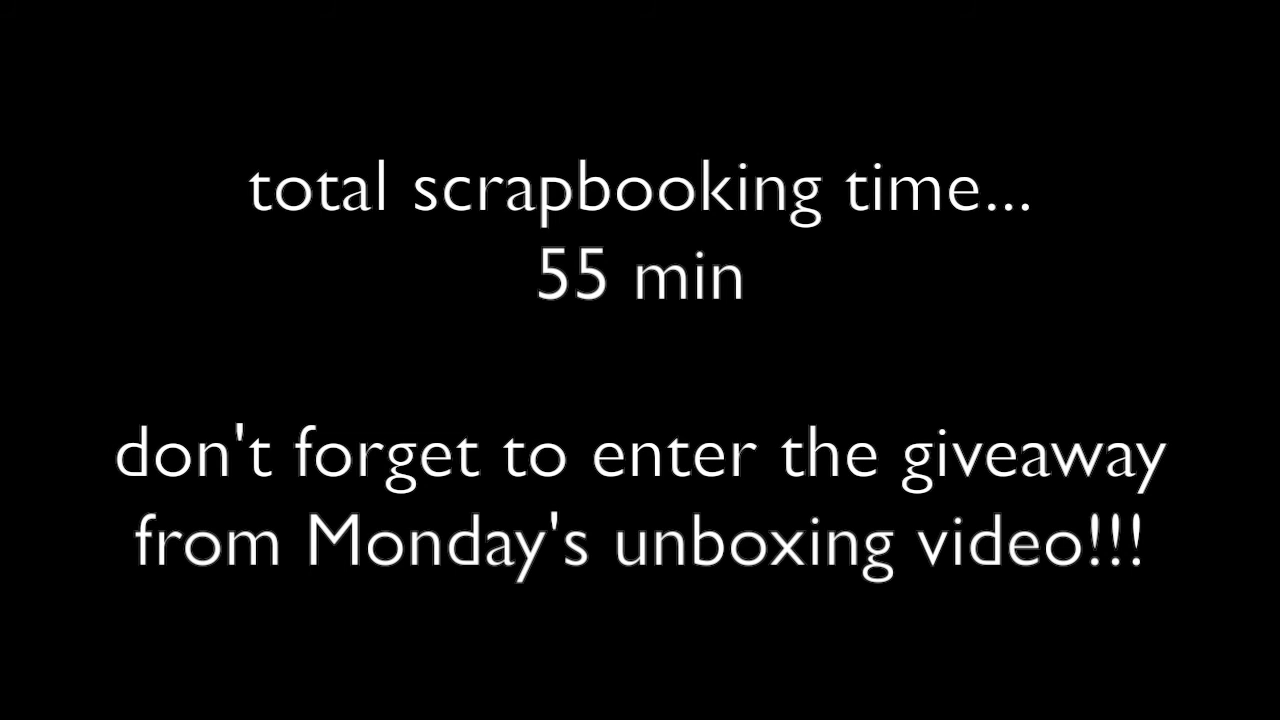 total scrapbooking time...
55 min
don't forget to enter the giveaway
from Monday's unboxing video!!!